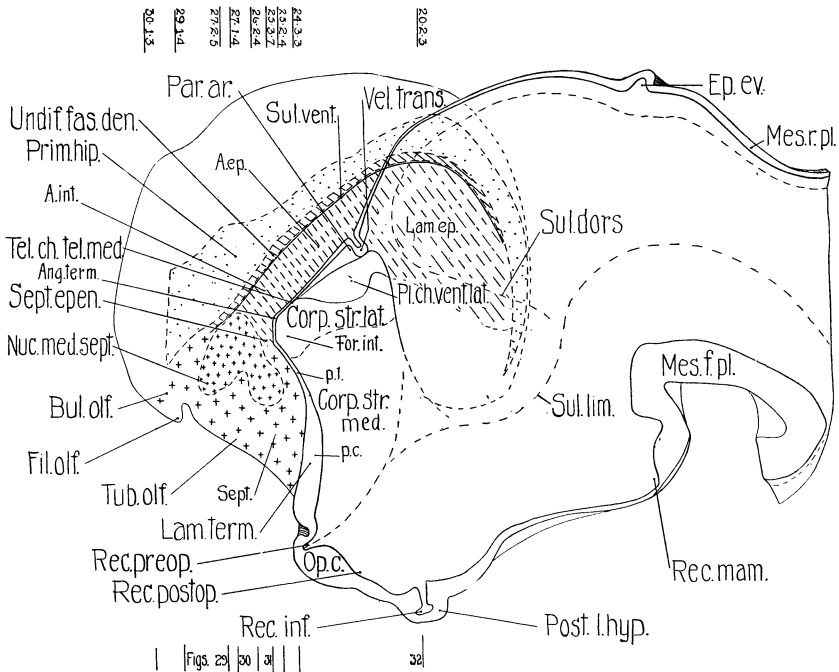 30-1-3
29-1-4
27-2-5
27-1-4
26-2-4
25-3-7
25-2-4
24-3-3
20-2-3
Par. ar.
Vel. trans.
Ep. ev.
Undif. fas. den.
Sul. vent.
Mes. r. pl.
Prim. hip.
A. ep.
A. int.
Lam. ep.
Sul. dors
Tel. ch. tel. med
Ang. term.
Pl. ch. vent. lat.
Sept. epen.
Corp. str. lat.
For. int.
Nuc. med. sept.
p. f.
Mes. f. pl.
Bul. olf.
Corp. str. med.
Sul. lim.
Fil. olf.
p. c.
Tub. olf.
Sept.
Lam. term.
Rec. preop.
Op. c.
Rec. mam.
Rec. postop.
Rec. inf.
Post. l. hyp.
Figs. 29 30 31 32